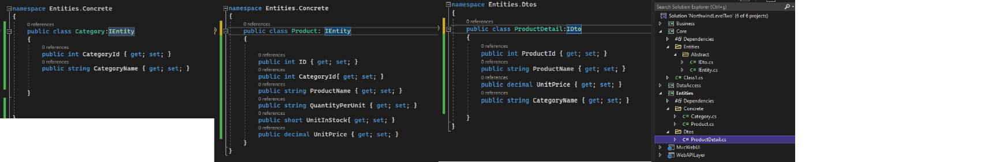 namespace Entities.Concrete
{
0 references
public class Category:IEntity
{
0 references
public int CategoryId { get; set; }
0 references
public string CategoryName { get; set; }
}
}
namespace Entities.Concrete
{
0 references
public class Product: IEntity
{
0 references
public int ID { get; set; }
0 references
public int CategoryId{ get; set; }
0 references
public string ProductName { get; set; }
0 references
public string QuantityPerUnit { get; set; }
0 references
public short UnitInStock{ get; set; }
0 references
public decimal UnitPrice { get; set; }
}
}
namespace Entities.Dtos
{
0 references
public class ProductDetail:IDto
{
0 references
public int ProductId { get; set; }
0 references
public string ProductName { get; set; }
0 references
public decimal UnitPrice { get; set; }
0 references
public string CategoryName { get; set; }
}
}
Search Solution Explorer (Ctrl+ş)
Solution 'NorthwindLevelTwo' (6 of 6 projects)
C# Business
C# Core
Dependencies
Entities
Abstract
C# IDto.cs
C# IEntity.cs
C# Class1.cs
C# DataAccess
C# Entities
Dependencies
Concrete
C# Category.cs
C# Product.cs
Dtos
C# ProductDetail.cs
MvcWebUI
WebAPILayer